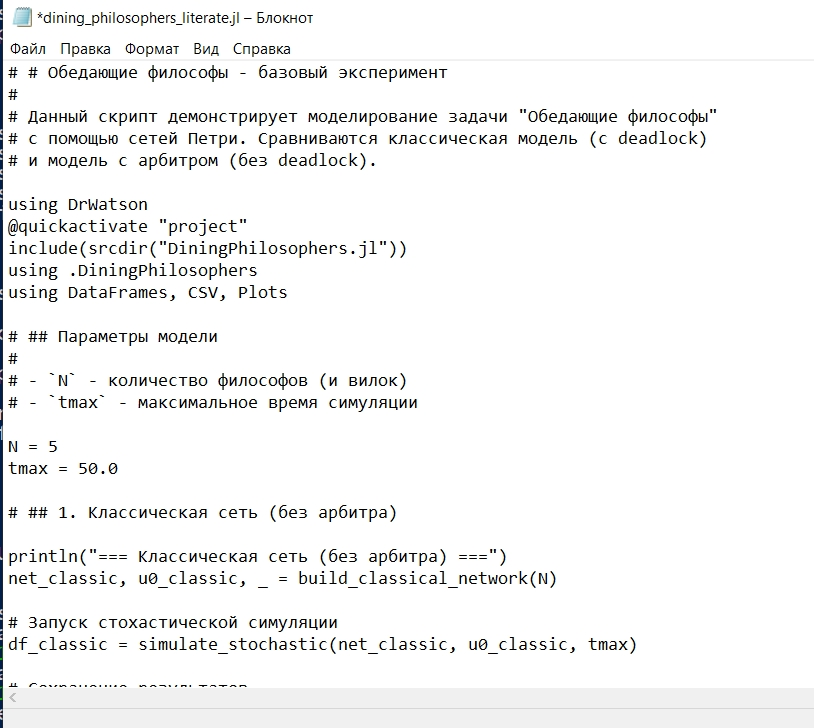 *dining_philosophers_literate.jl – Блокнот
Файл Правка Формат Вид Справка
# # Обедающие философы - базовый эксперимент
#
# Данный скрипт демонстрирует моделирование задачи "Обедающие философы"
# с помощью сетей Петри. Сравниваются классическая модель (с deadlock)
# и модель с арбитром (без deadlock).
using DrWatson
@quickactivate "project"
include(srcdir("DiningPhilosophers.jl"))
using .DiningPhilosophers
using DataFrames, CSV, Plots
# ## Параметры модели
#
# - `N` - количество философов (и вилок)
# - `tmax` - максимальное время симуляции
N = 5
tmax = 50.0
# ## 1. Классическая сеть (без арбитра)
println("=== Классическая сеть (без арбитра) ===")
net_classic, u0_classic, _ = build_classical_network(N)
# Запуск стохастической симуляции
df_classic = simulate_stochastic(net_classic, u0_classic, tmax)
# Сохранение результатов